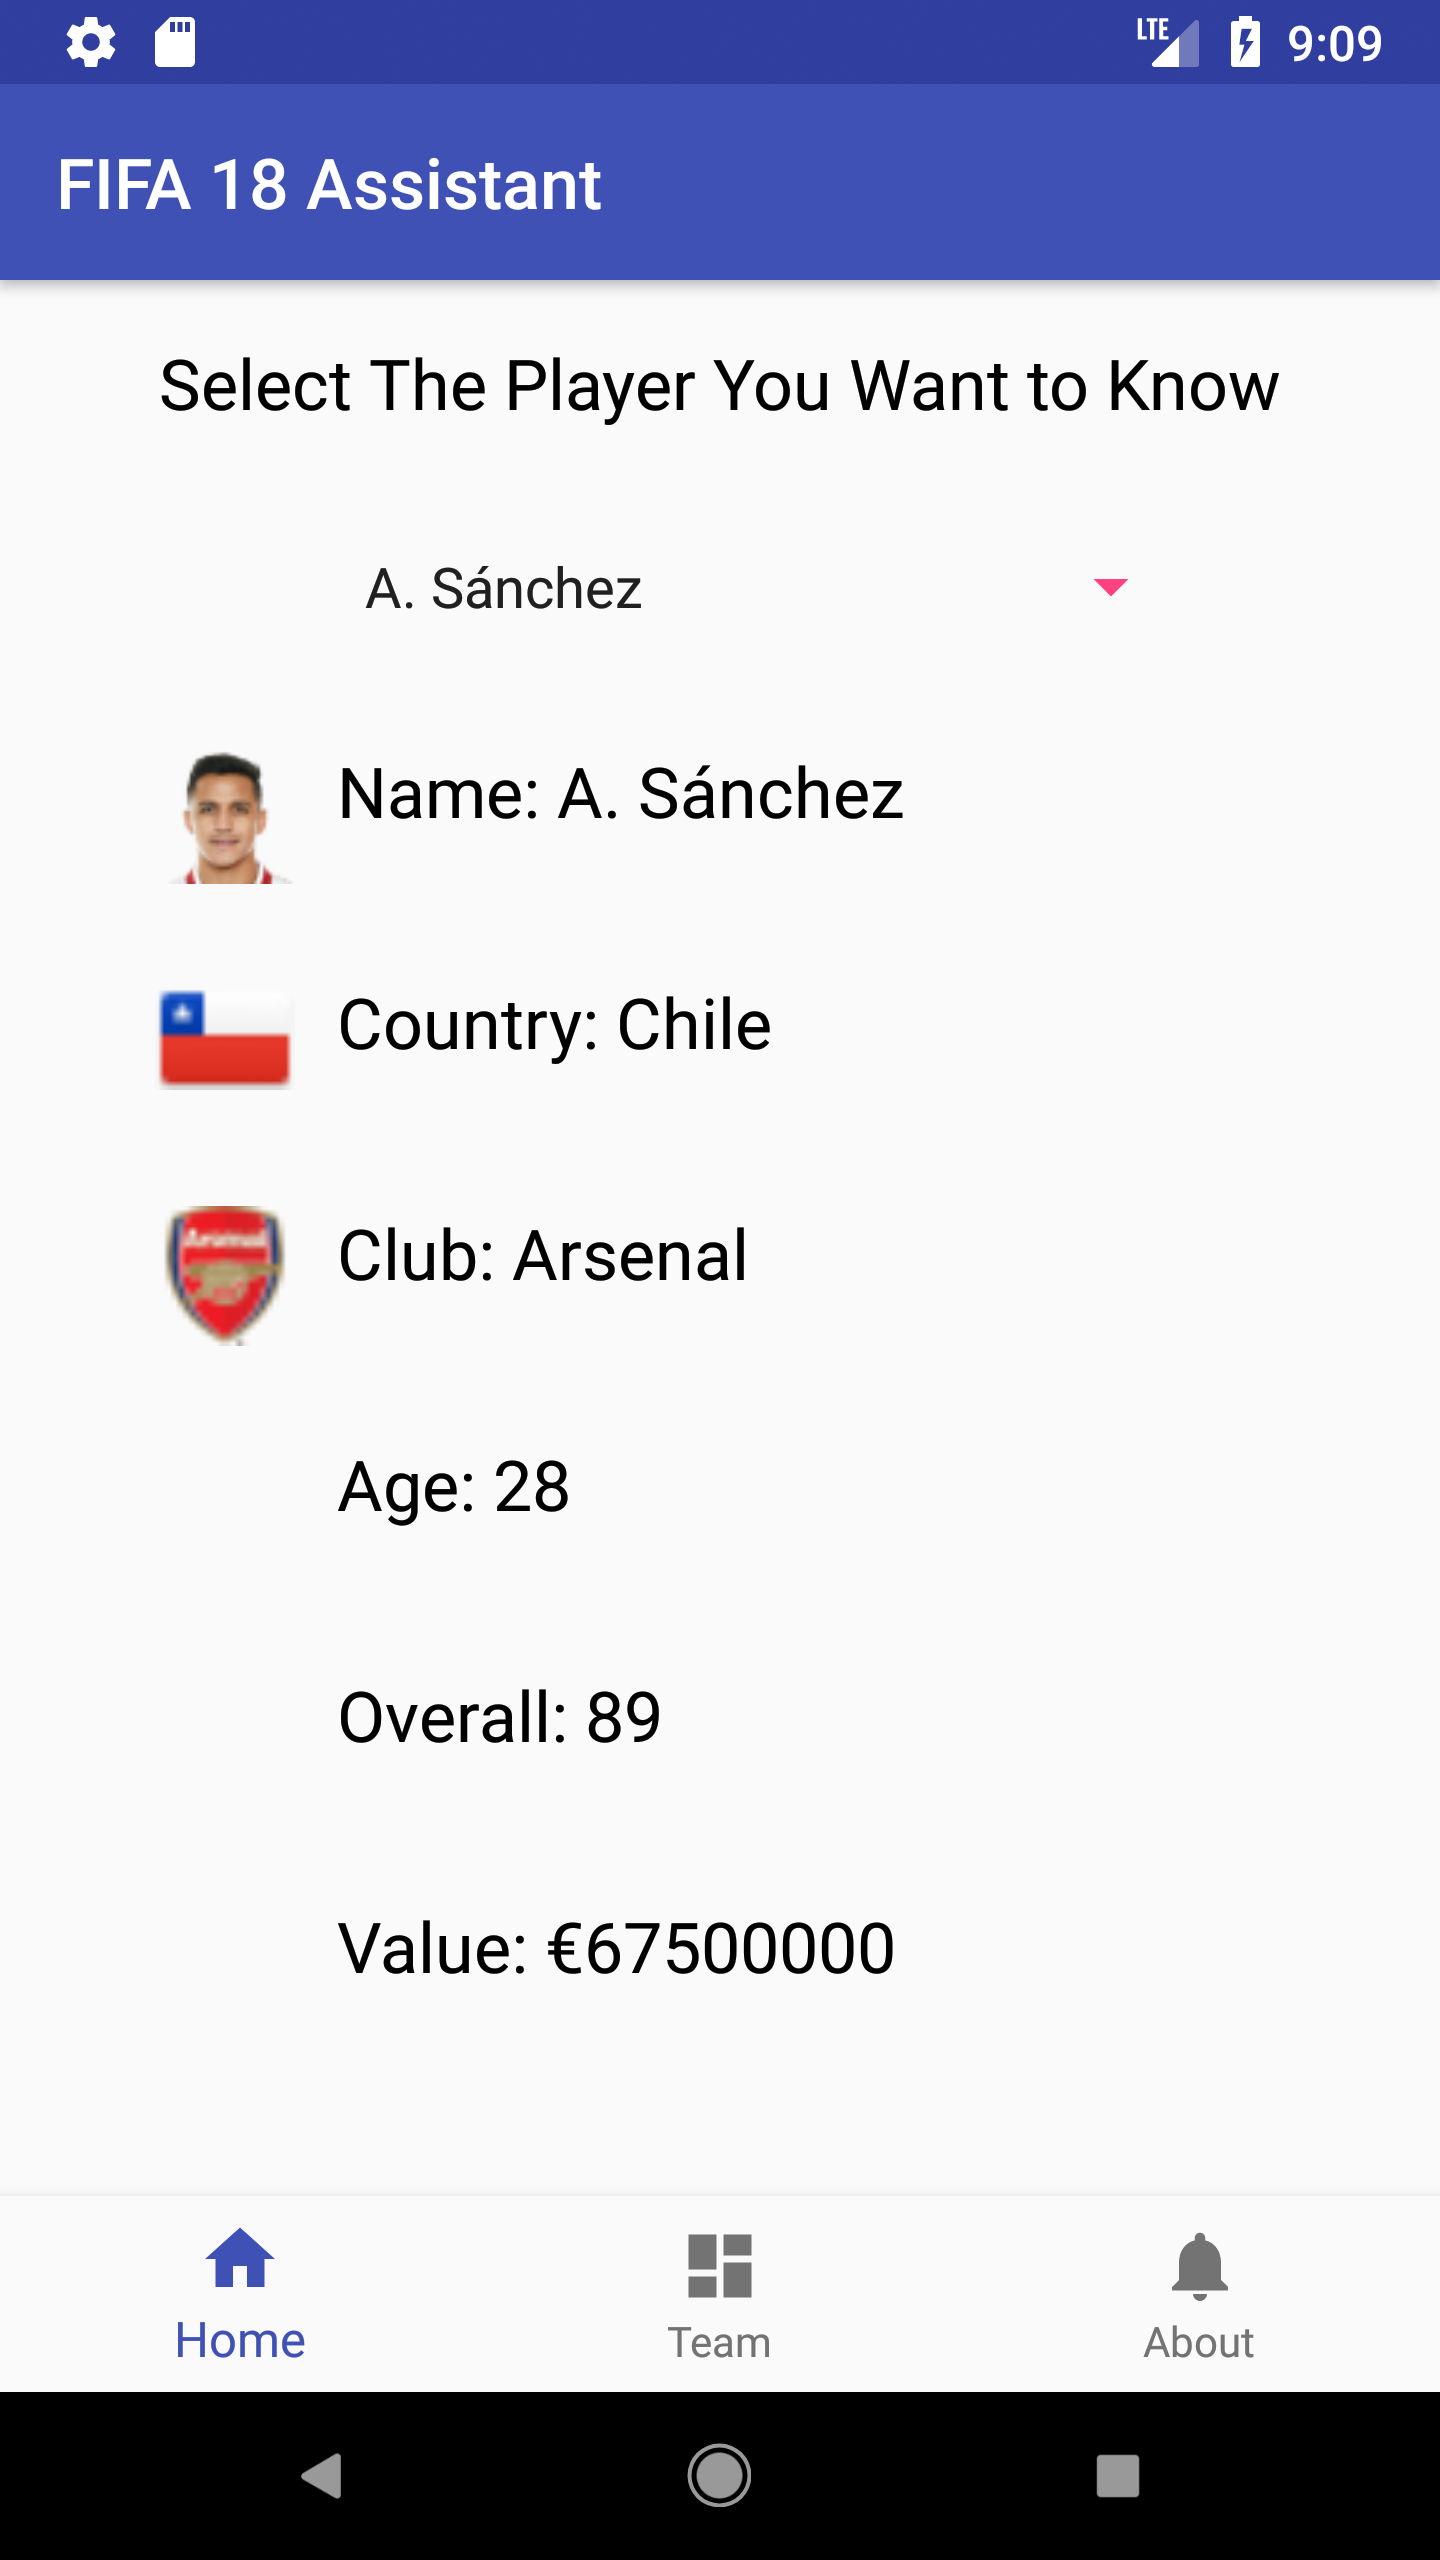 LTE 9:09
FIFA 18 Assistant
Select The Player You Want to Know
A. Sánchez
Name: A. Sánchez
Country: Chile
Arsenal
Club: Arsenal
Age: 28
Overall: 89
Value: €67500000
Home Team About